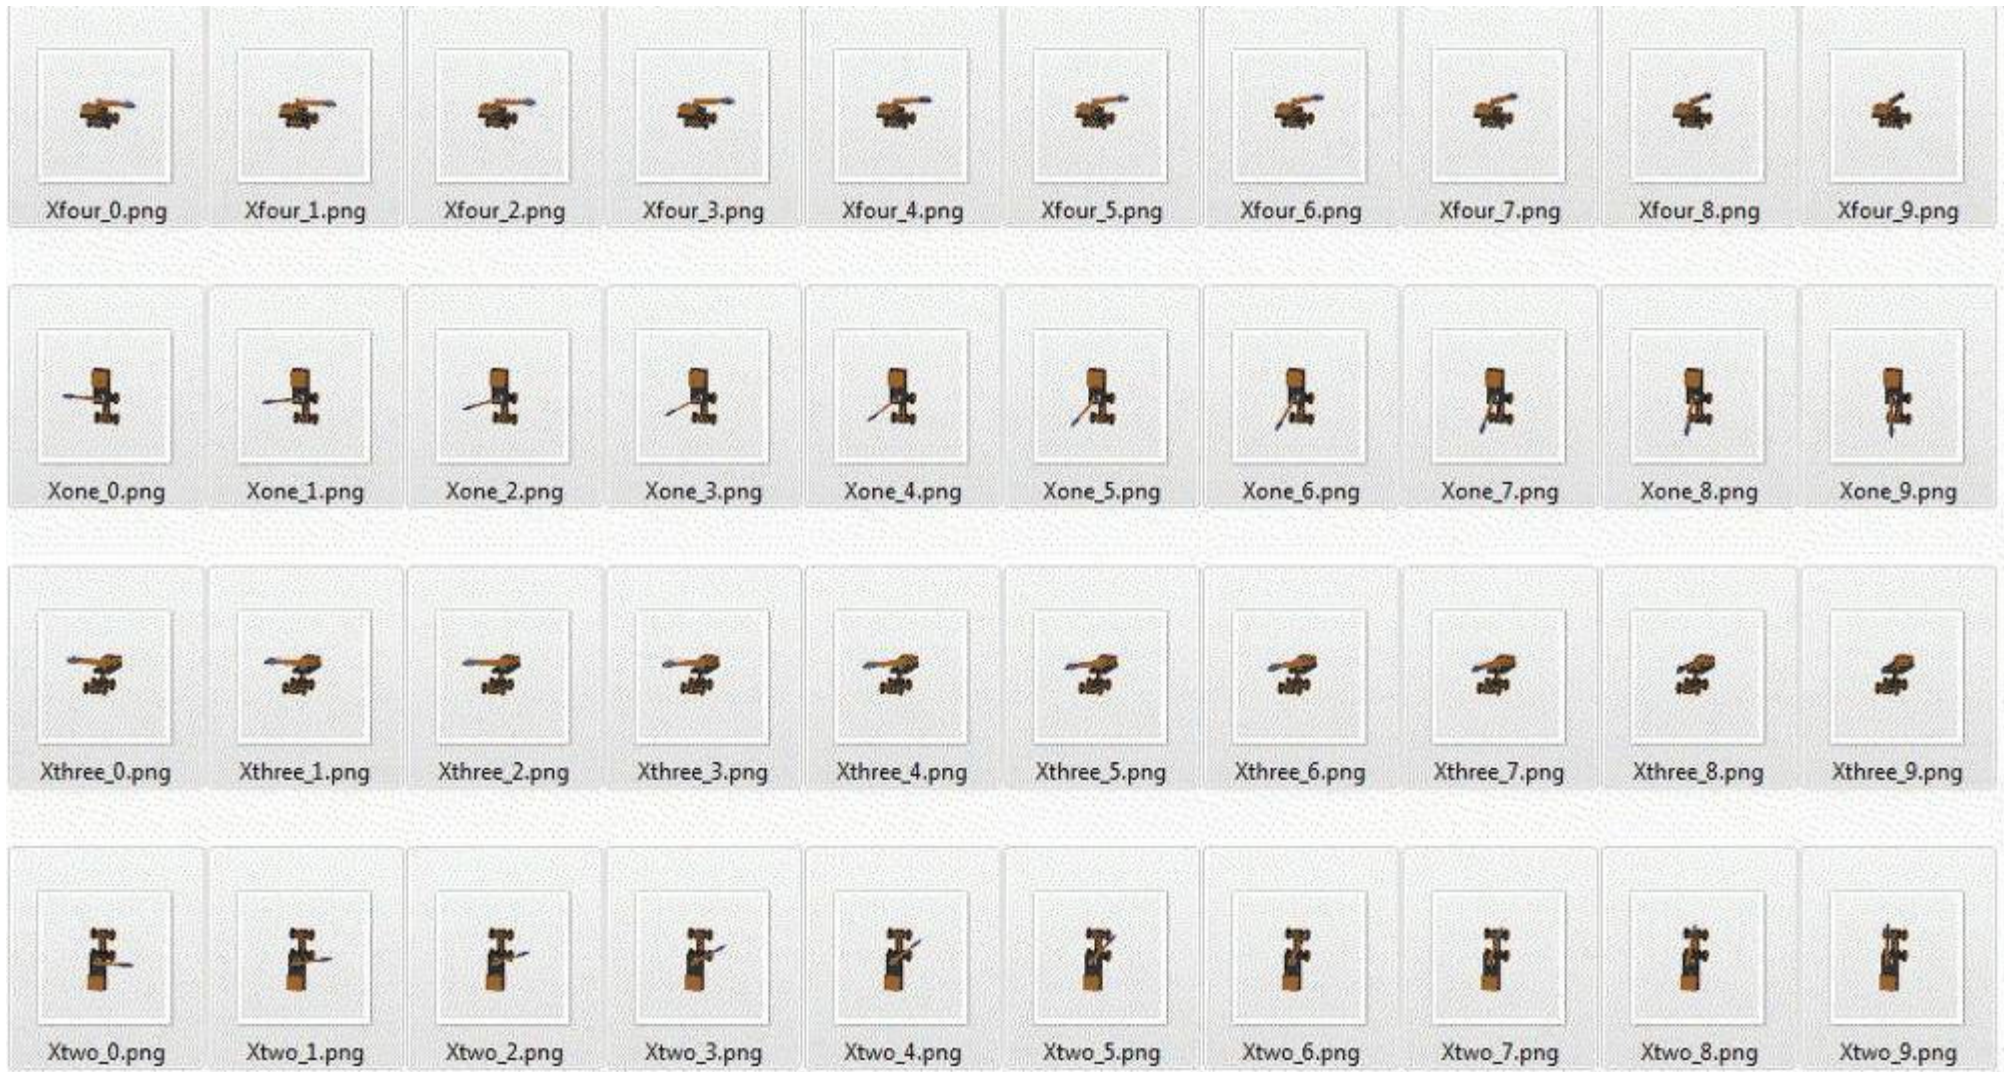 Xfour_0.png Xfour_1.png Xfour_2.png Xfour_3.png Xfour_4.png Xfour_5.png Xfour_6.png Xfour_7.png Xfour_8.png Xfour_9.png
Xone_0.png Xone_1.png Xone_2.png Xone_3.png Xone_4.png Xone_5.png Xone_6.png Xone_7.png Xone_8.png Xone_9.png
Xthree_0.png Xthree_1.png Xthree_2.png Xthree_3.png Xthree_4.png Xthree_5.png Xthree_6.png Xthree_7.png Xthree_8.png Xthree_9.png
Xtwo_0.png Xtwo_1.png Xtwo_2.png Xtwo_3.png Xtwo_4.png Xtwo_5.png Xtwo_6.png Xtwo_7.png Xtwo_8.png Xtwo_9.png